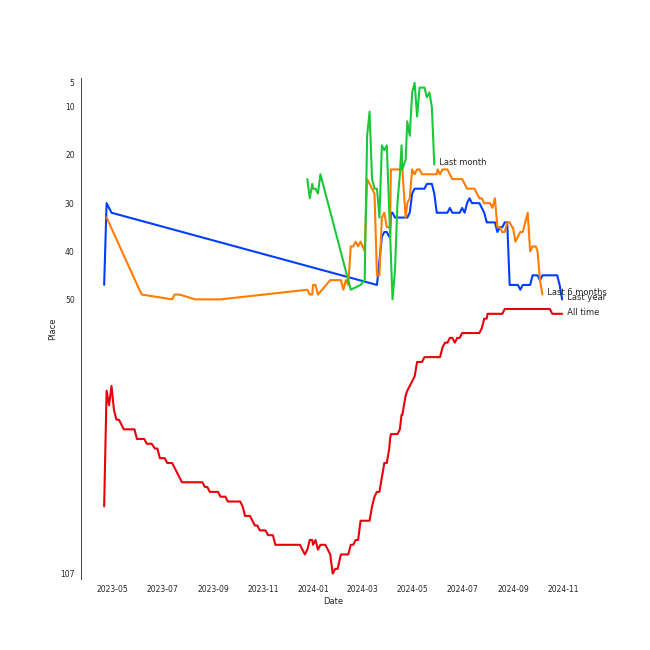 5
10
20
30
40
50
107
Place
Last month
Last 6 months
Last year
All time
2023-05
2023-07
2023-09
2023-11
2024-01
2024-03
2024-05
2024-07
2024-09
2024-11
Date